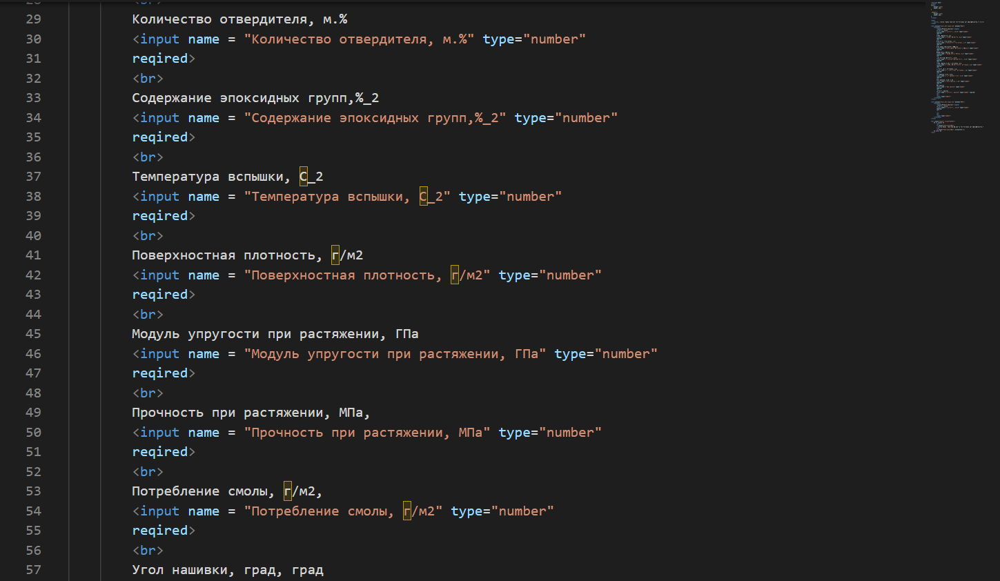 29 Количество отвердителя, м.%
30 <input name = "Количество отвердителя, м.%" type="number"
31 reqired>
32 <br>
33 Содержание эпоксидных групп,%_2
34 <input name = "Содержание эпоксидных групп,%_2" type="number"
35 reqired>
36 <br>
37 Температура вспышки, С_2
38 <input name = "Температура вспышки, С_2" type="number"
39 reqired>
40 <br>
41 Поверхностная плотность, г/м2
42 <input name = "Поверхностная плотность, г/м2" type="number"
43 reqired>
44 <br>
45 Модуль упругости при растяжении, ГПа
46 <input name = "Модуль упругости при растяжении, ГПа" type="number"
47 reqired>
48 <br>
49 Прочность при растяжении, МПа,
50 <input name = "Прочность при растяжении, МПа" type="number"
51 reqired>
52 <br>
53 Потребление смолы, г/м2,
54 <input name = "Потребление смолы, г/м2" type="number"
55 reqired>
56 <br>
57 Угол нашивки, град, град